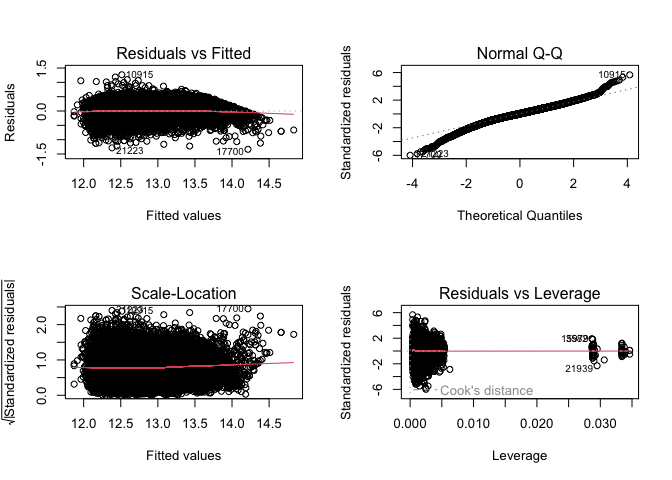 Residuals vs Fitted
Residuals
1.5
0.0
-1.5
10915
21223
17700
12.0 12.5 13.0 13.5 14.0 14.5
Fitted values
Normal Q-Q
Standardized residuals
6
2
-2
-6
10915
-4 -2 0 2 4
Theoretical Quantiles
Scale-Location
√|Standardized residuals|
2.0
1.0
0.0
17700
12.0 12.5 13.0 13.5 14.0 14.5
Fitted values
Residuals vs Leverage
Standardized residuals
6
2
-2
-6
21939
Cook's distance
0.000 0.010 0.020 0.030
Leverage